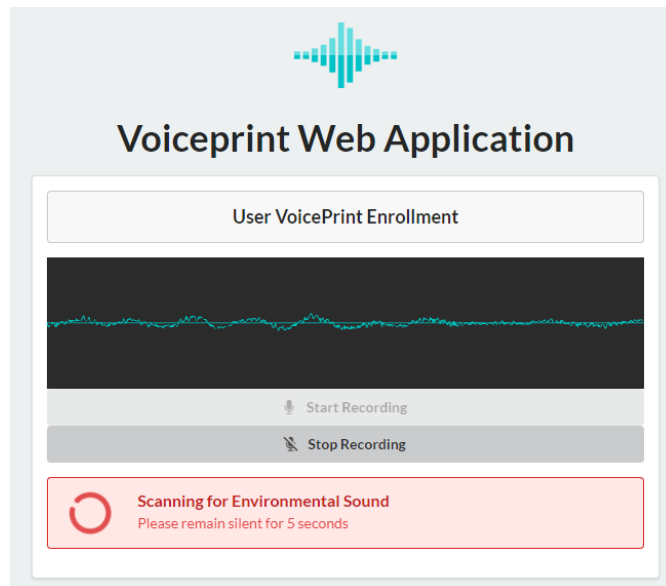 Voiceprint Web Application
User VoicePrint Enrollment
Start Recording
Stop Recording
Scanning for Environmental Sound
Please remain silent for 5 seconds